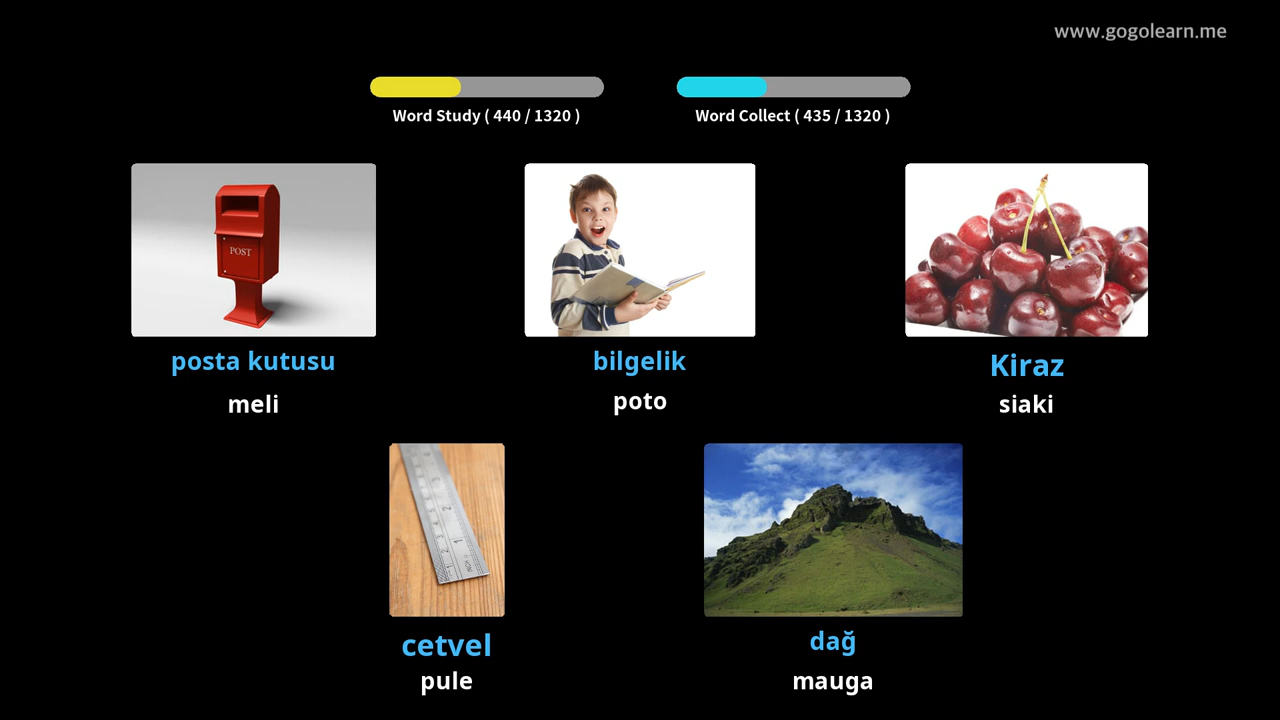 www.gogolearn.me
Word Study ( 440 / 1320 )
Word Collect ( 435 / 1320 )
POST
posta kutusu
meli
bilgelik
poto
Kiraz
siaki
cetvel
pule
dağ
mauga